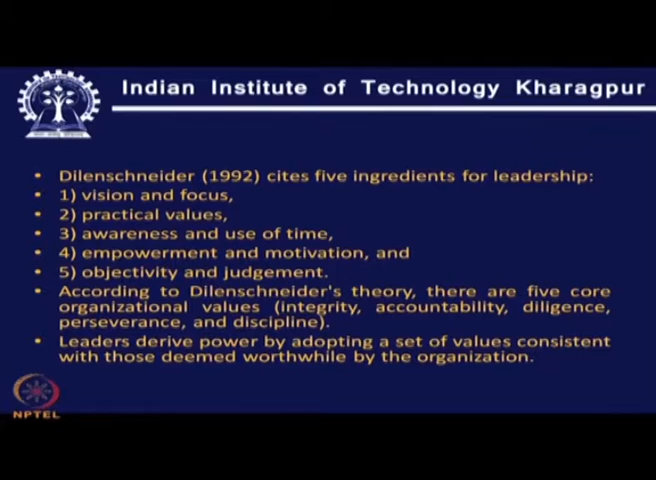 Indian Institute of Technology Kharagpur
• Dilenschneider (1992) cites five ingredients for leadership:
• 1) vision and focus,
• 2) practical values,
• 3) awareness and use of time,
• 4) empowerment and motivation, and
• 5) objectivity and judgement.
• According to Dilenschneider's theory, there are five core
organizational values (integrity, accountability, diligence,
perseverance, and discipline).
• Leaders derive power by adopting a set of values consistent
with those deemed worthwhile by the organization.
NPTEL